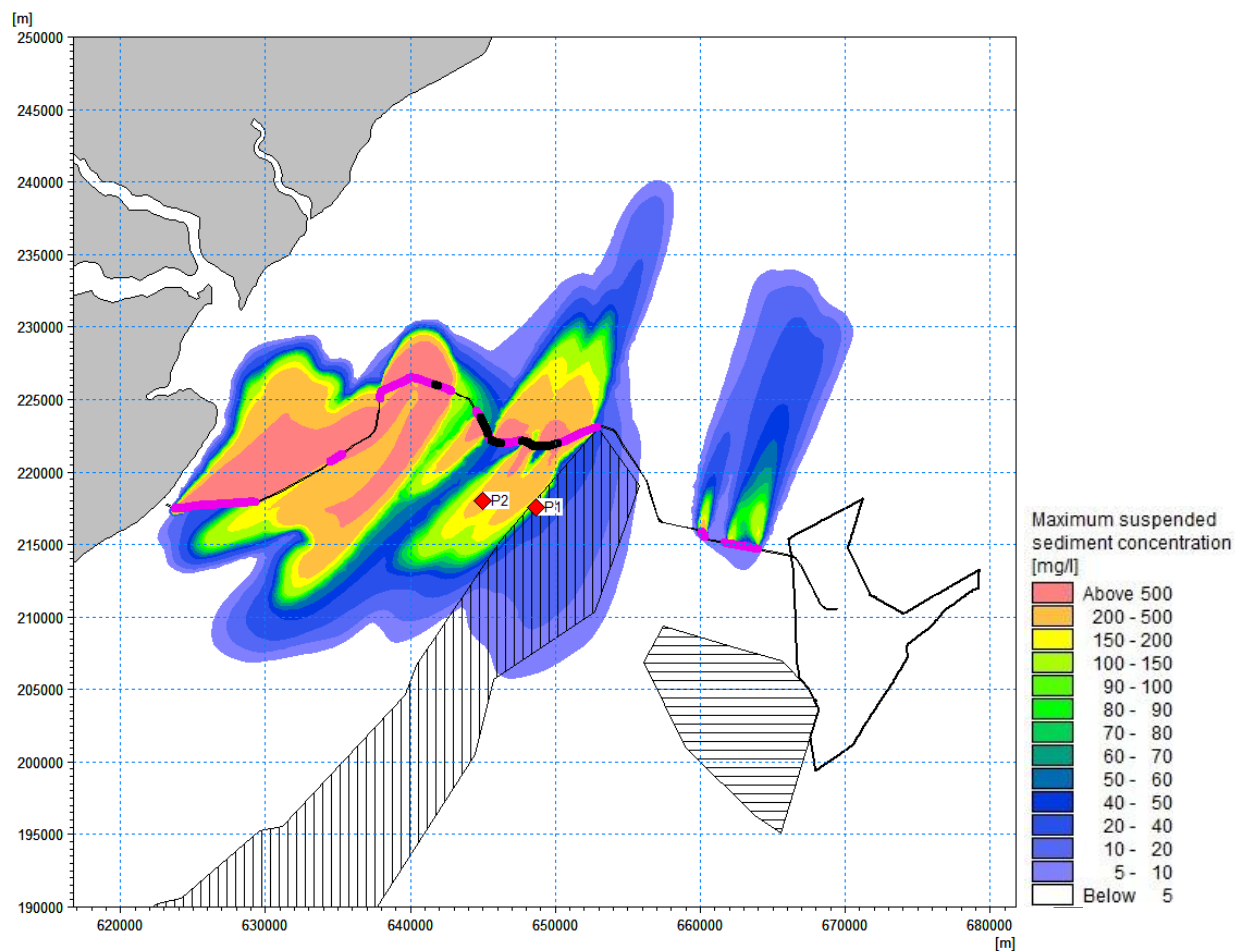 [m]
250000
245000
240000
235000
230000
225000
220000
215000
210000
205000
200000
195000
190000
620000 630000 640000 650000 660000 670000 680000
[m]
P2
P1
Maximum suspended
sediment concentration
[mg/l]
Above 500
200 - 500
150 - 200
100 - 150
90 - 100
80 - 90
70 - 80
60 - 70
50 - 60
40 - 50
20 - 40
10 - 20
5 - 10
Below 5